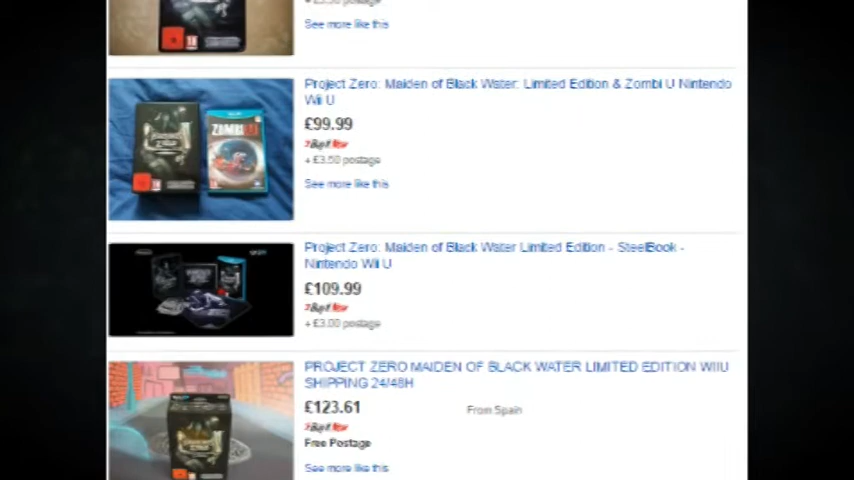 See more like this
Project Zero: Maiden of Black Water: Limited Edition & Zombi U Nintendo
Wii U
£99.99
+ £3.50 postage
See more like this
ZOMBI U
Project Zero: Maiden of Black Water Limited Edition - SteelBook -
Nintendo Wii U
£109.99
+ £3.00 postage
PROJECT ZERO MAIDEN OF BLACK WATER LIMITED EDITION WIIU
SHIPPING 24/48H
£123.61
From Spain
Free Postage
See more like this